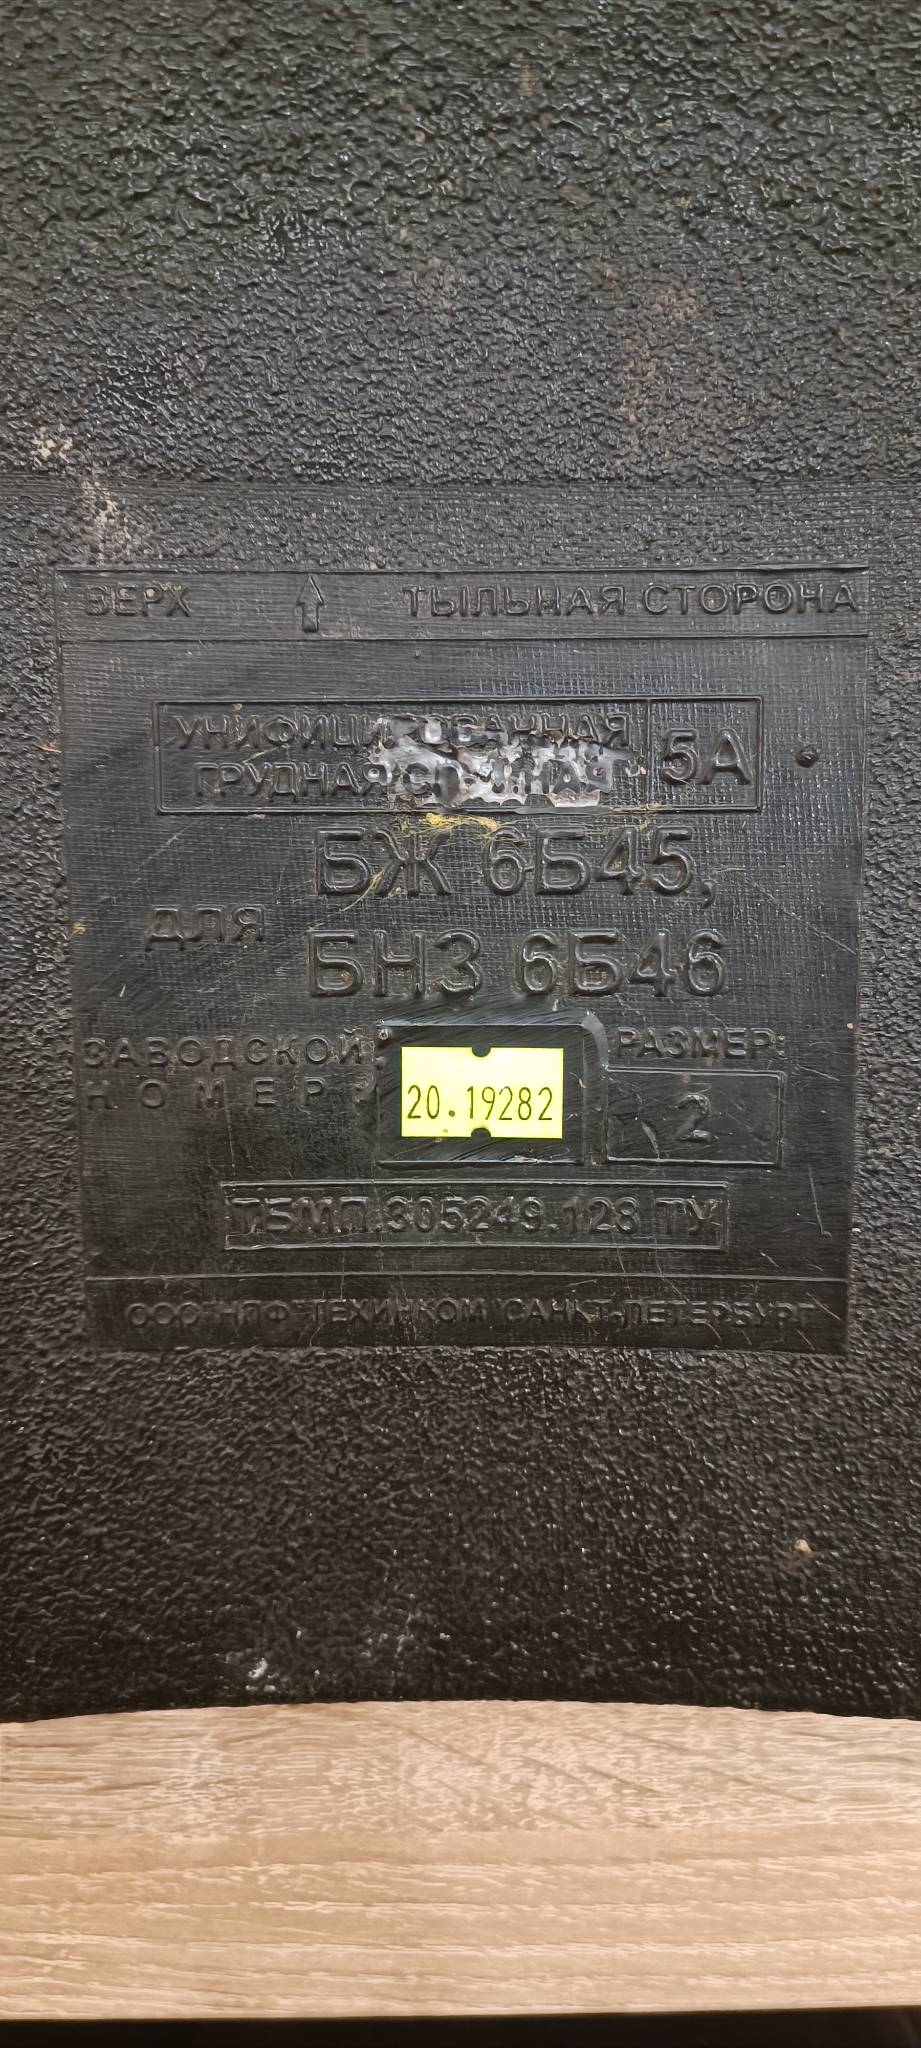 ВЕРХ ↑ ТЫЛЬНАЯ СТОРОНА
УНИФИЦИРОВАННАЯ
ГРУДНАЯ СПИННАЯ 5А
для
БЖ 6Б45,
БНЗ 6Б46
ЗАВОДСКОЙ
НОМЕР:
20.19282
РАЗМЕР:
2
ТБМП.305249.128 ТУ
ООО НПФ ТЕХИНКОМ САНКТ-ПЕТЕРБУРГ